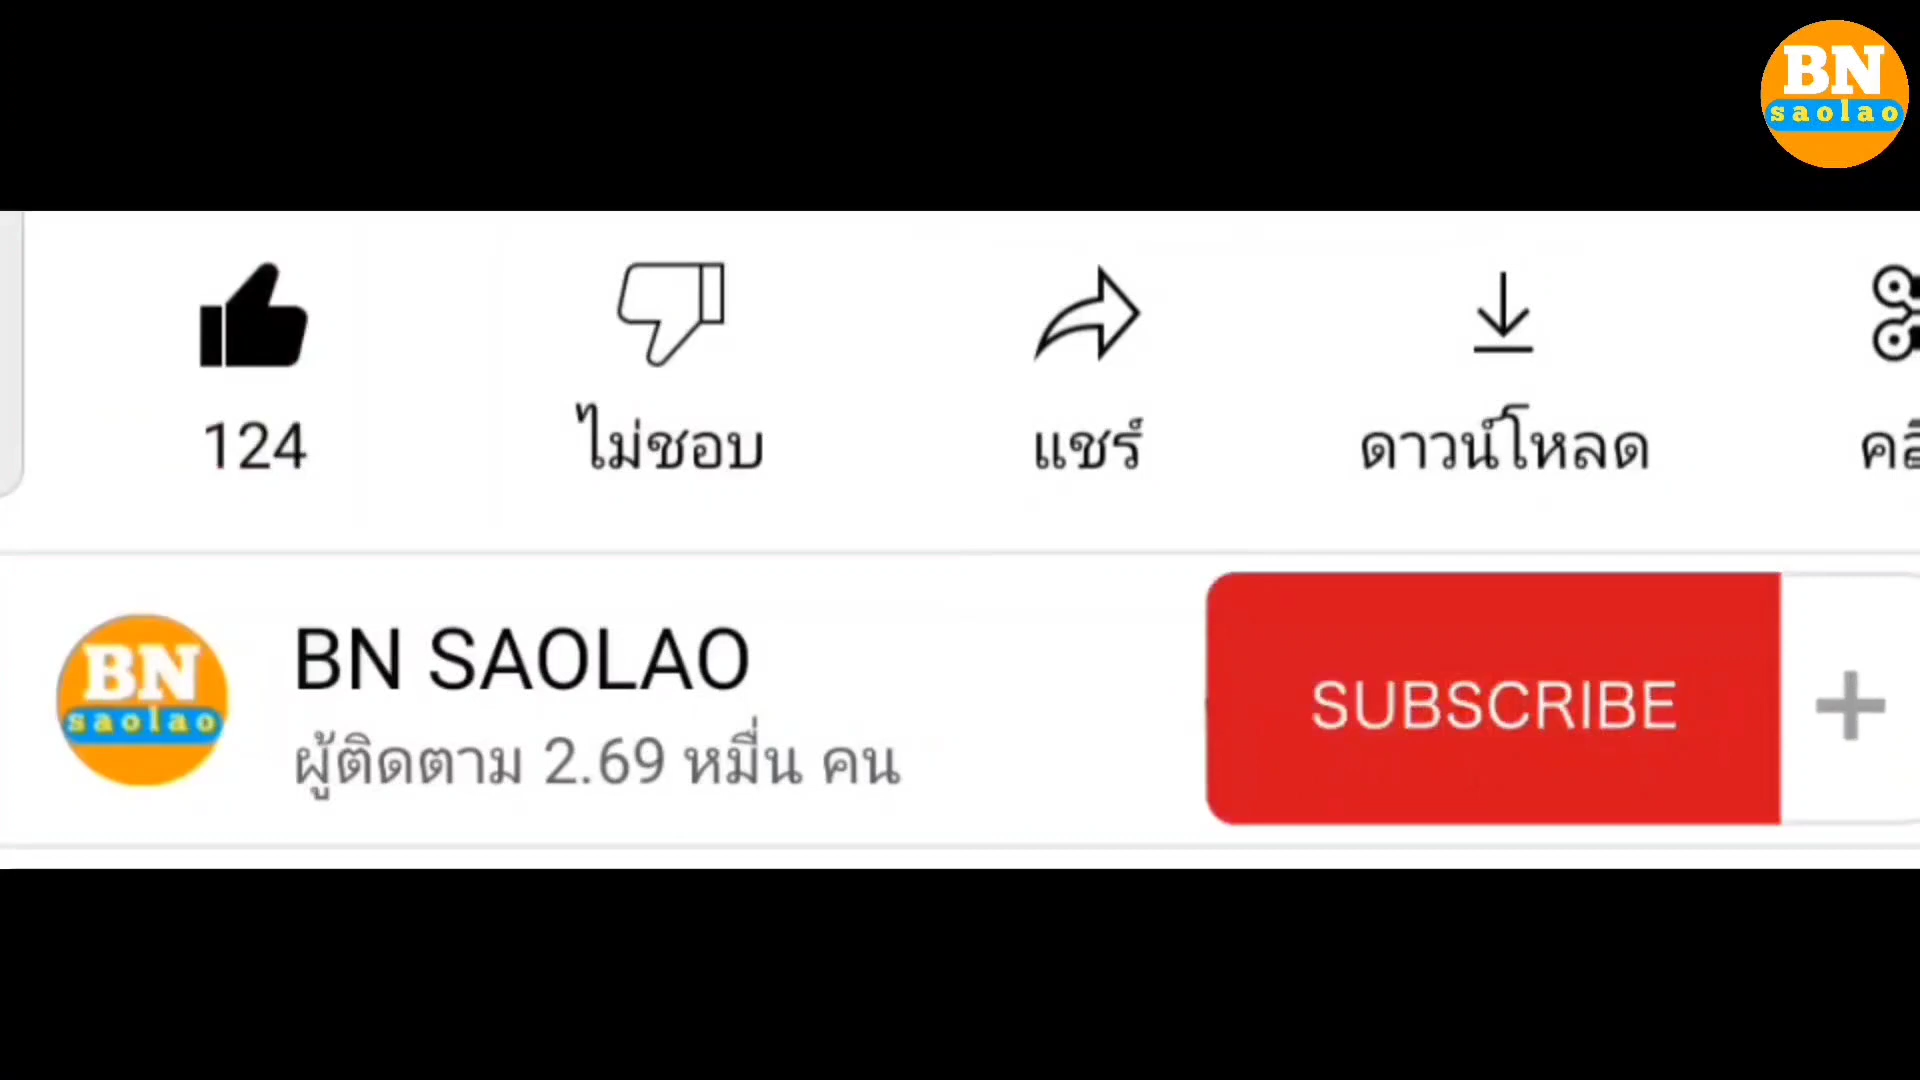 BN
saolao
124
ไม่ชอบ
แชร์
ดาวน์โหลด
BN SAOLAO
ผู้ติดตาม 2.69 หมื่น คน
SUBSCRIBE
BN
saolao